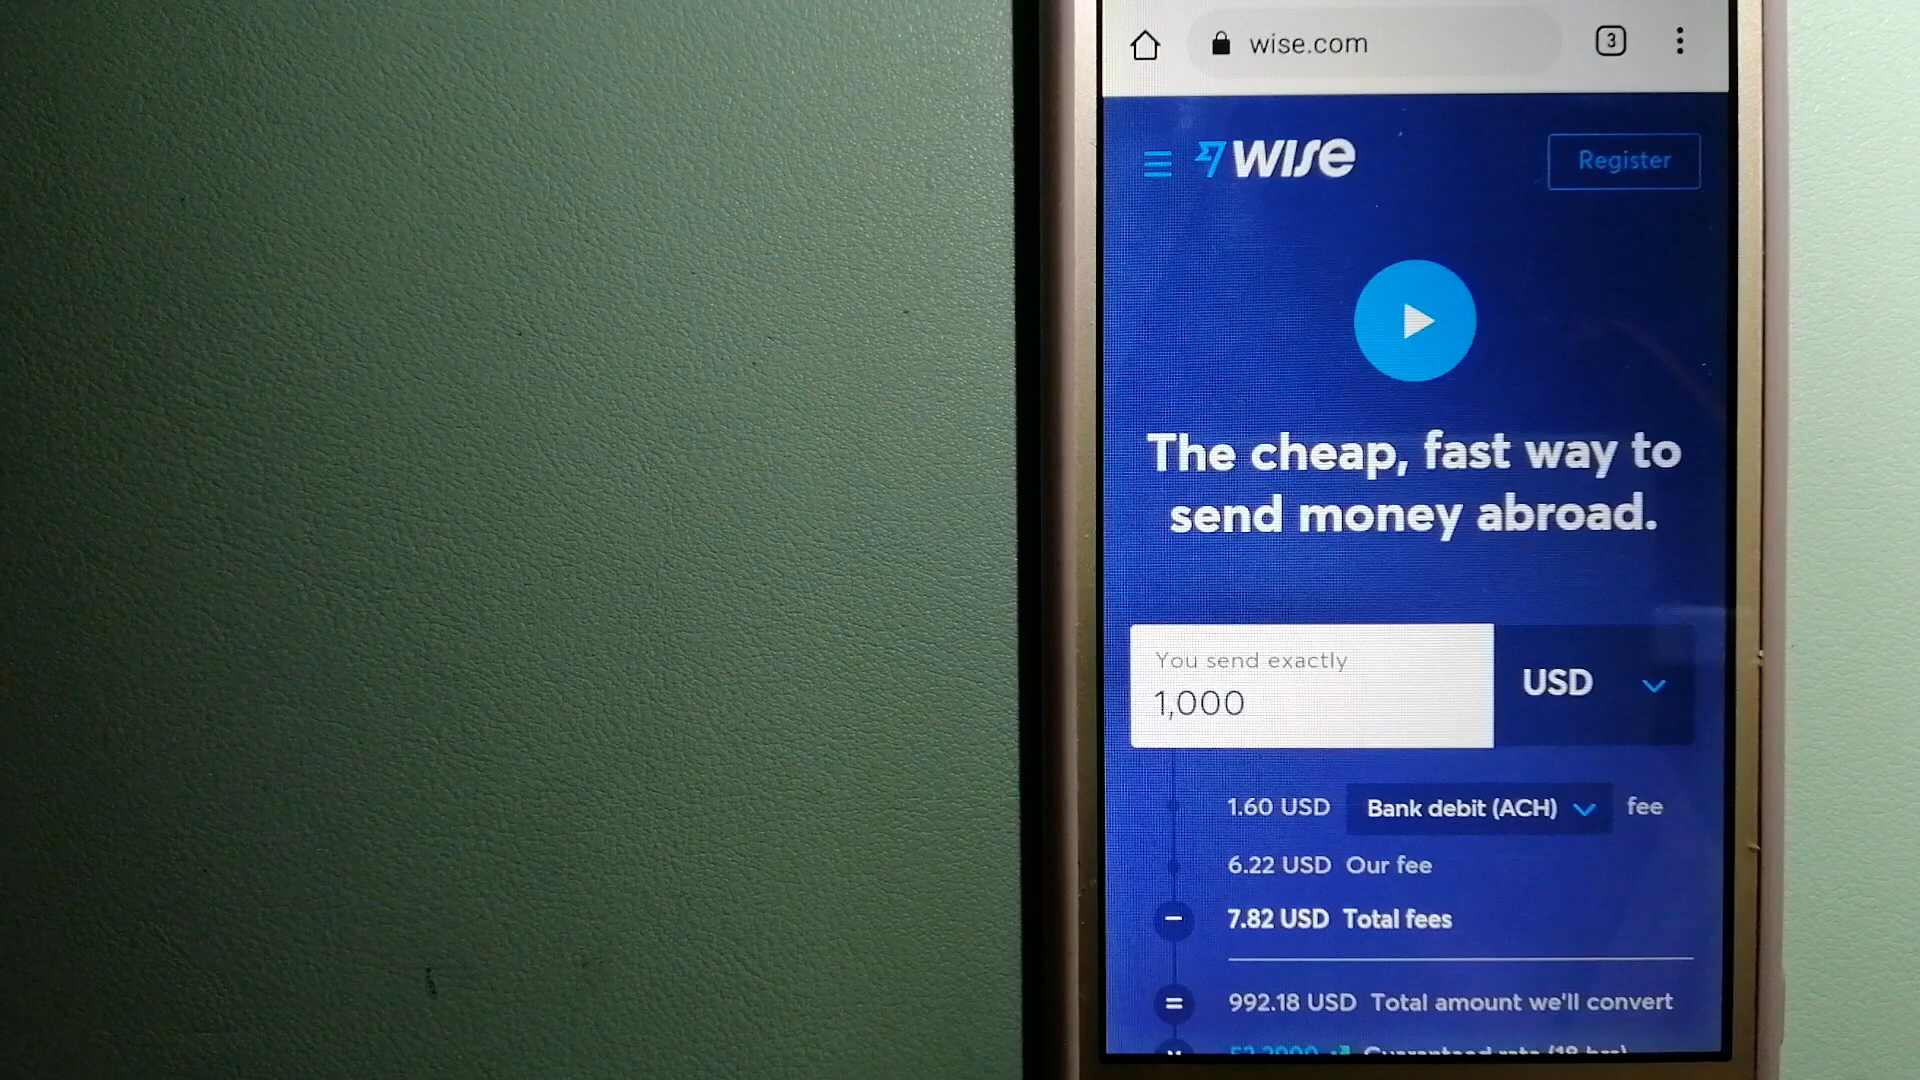 wise.com
3
WISE
Register
The cheap, fast way to
send money abroad.
You send exactly
1,000
USD
1.60 USD Bank debit (ACH) fee
6.22 USD Our fee
7.82 USD Total fees
992.18 USD Total amount we'll convert
Guaranteed rate